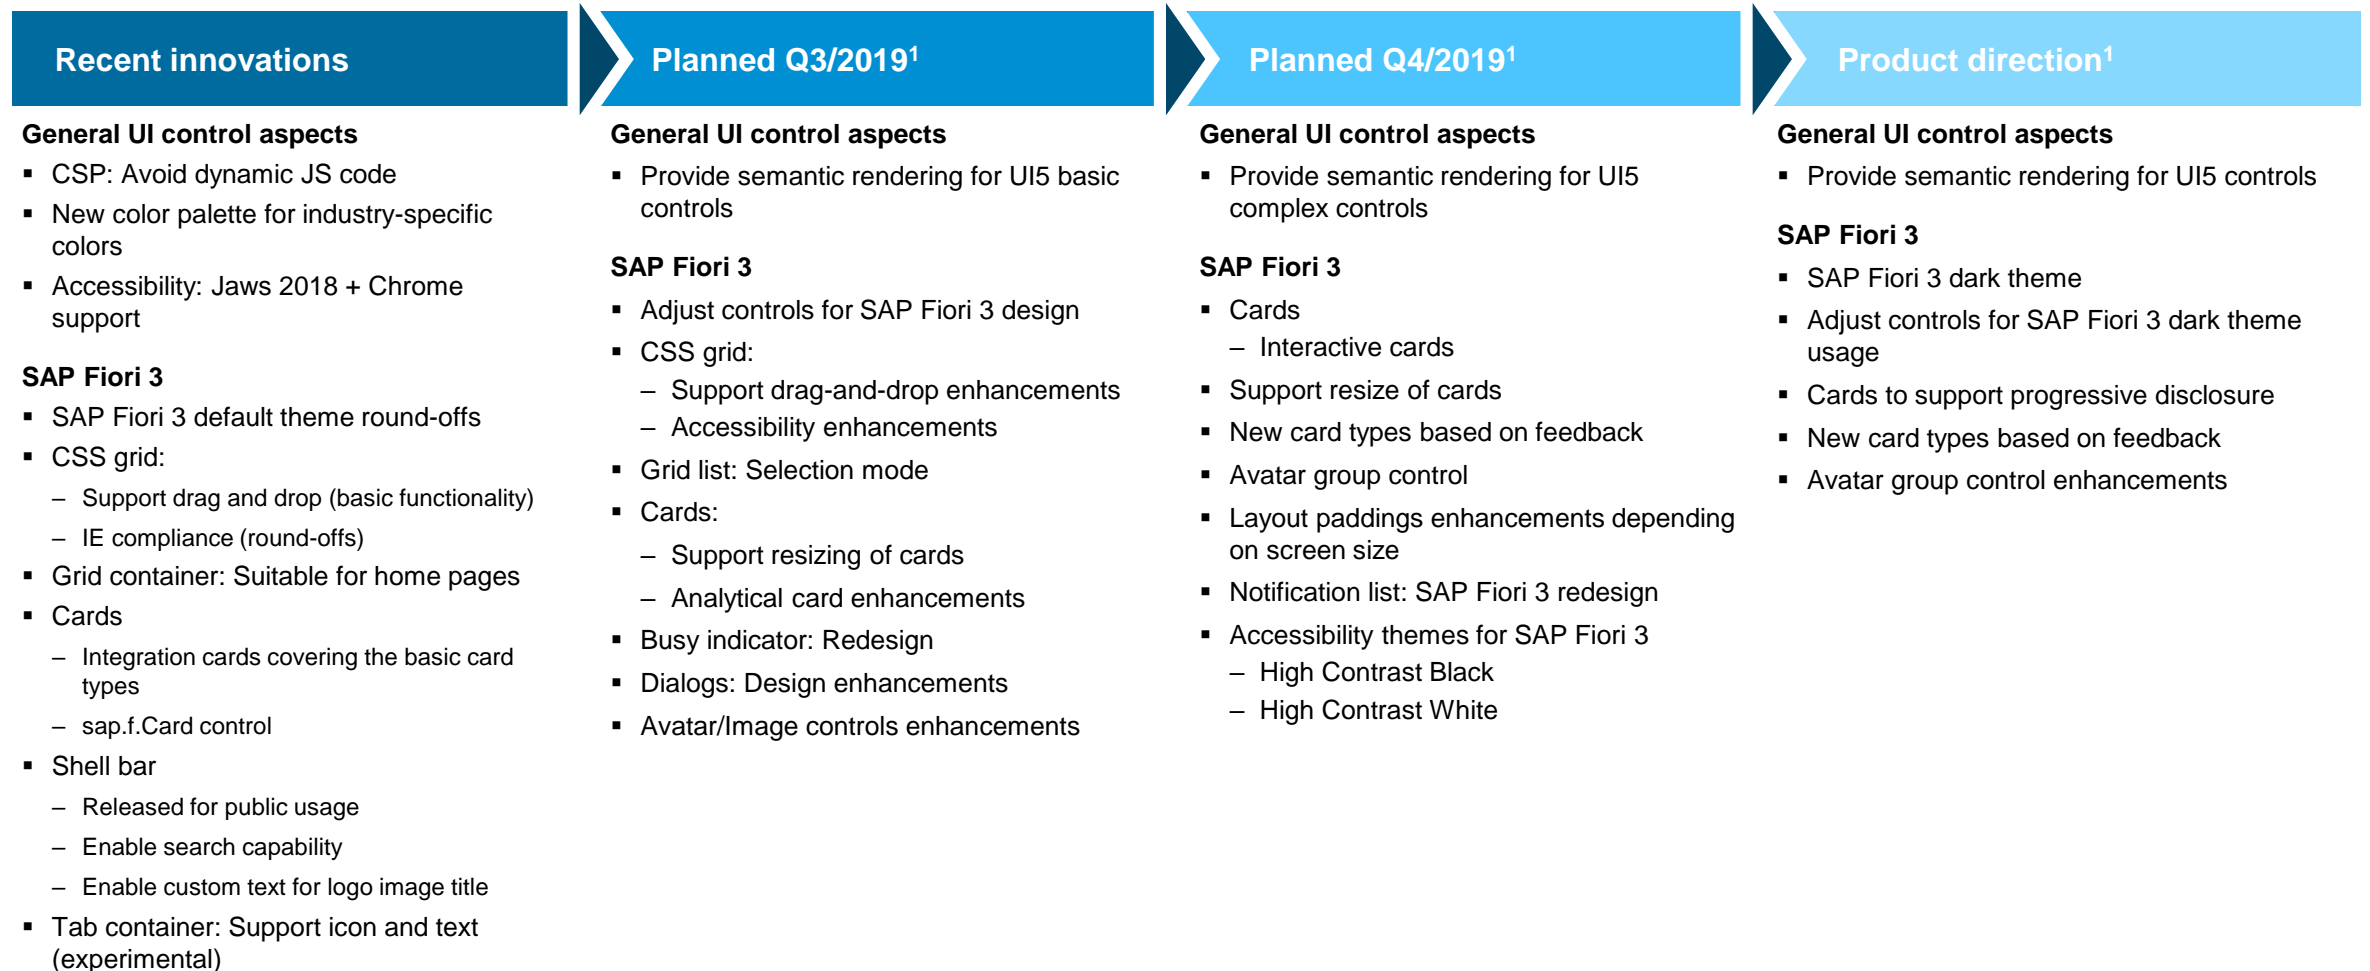 Recent innovations
General UI control aspects
▪ CSP: Avoid dynamic JS code
▪ New color palette for industry-specific
colors
▪ Accessibility: Jaws 2018 + Chrome
support
SAP Fiori 3
▪ SAP Fiori 3 default theme round-offs
▪ CSS grid:
– Support drag and drop (basic functionality)
– IE compliance (round-offs)
▪ Grid container: Suitable for home pages
▪ Cards
– Integration cards covering the basic card
types
– sap.f.Card control
▪ Shell bar
– Released for public usage
– Enable search capability
– Enable custom text for logo image title
▪ Tab container: Support icon and text
(experimental)
Planned Q3/2019¹
General UI control aspects
▪ Provide semantic rendering for UI5 basic
controls
SAP Fiori 3
▪ Adjust controls for SAP Fiori 3 design
▪ CSS grid:
– Support drag-and-drop enhancements
– Accessibility enhancements
▪ Grid list: Selection mode
▪ Cards:
– Support resizing of cards
– Analytical card enhancements
▪ Busy indicator: Redesign
▪ Dialogs: Design enhancements
▪ Avatar/Image controls enhancements
Planned Q4/2019¹
General UI control aspects
▪ Provide semantic rendering for UI5
complex controls
SAP Fiori 3
▪ Cards
– Interactive cards
▪ Support resize of cards
▪ New card types based on feedback
▪ Avatar group control
▪ Layout paddings enhancements depending
on screen size
▪ Notification list: SAP Fiori 3 redesign
▪ Accessibility themes for SAP Fiori 3
– High Contrast Black
– High Contrast White
Product direction¹
General UI control aspects
▪ Provide semantic rendering for UI5 controls
SAP Fiori 3
▪ SAP Fiori 3 dark theme
▪ Adjust controls for SAP Fiori 3 dark theme
usage
▪ Cards to support progressive disclosure
▪ New card types based on feedback
▪ Avatar group control enhancements